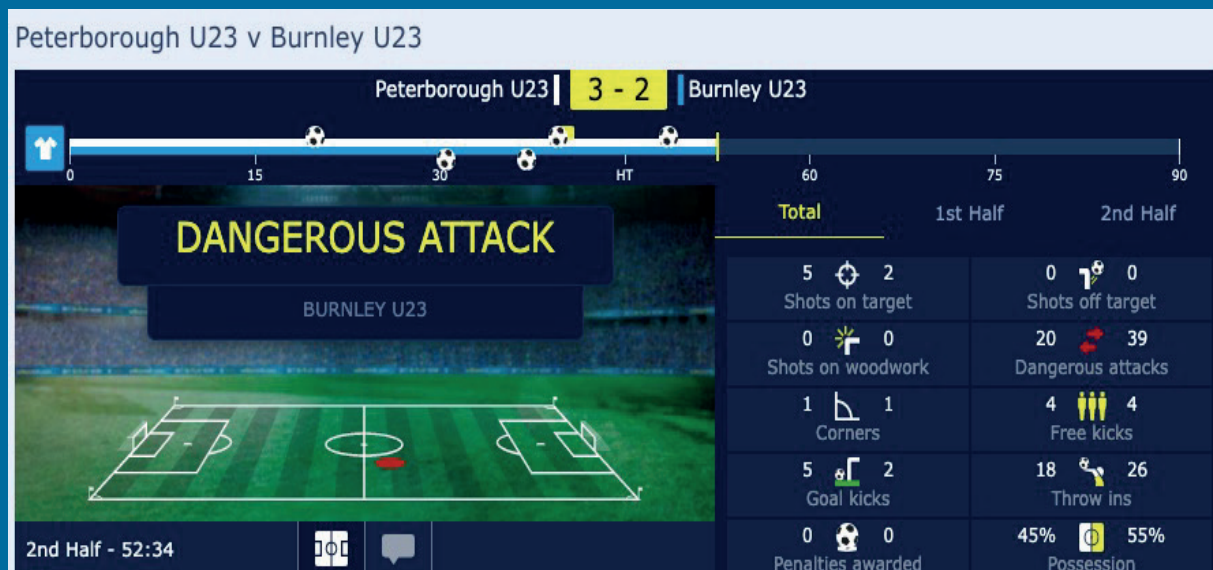 Peterborough U23 v Burnley U23
Peterborough U23 3 - 2 Burnley U23
0 15 30 HT 60 75 90
DANGEROUS ATTACK
BURNLEY U23
Total 1st Half 2nd Half
5 2 0 0
Shots on target Shots off target
0 0 20 39
Shots on woodwork Dangerous attacks
1 1 4 4
Corners Free kicks
5 2 18 26
Goal kicks Throw ins
0 0 45% 55%
Penalties awarded Possession
2nd Half - 52:34